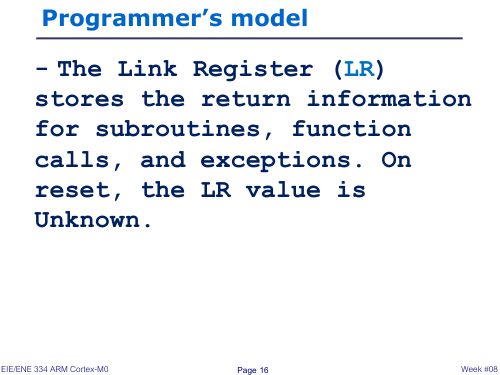 Programmer’s model
– The Link Register (LR)
stores the return information
for subroutines, function
calls, and exceptions. On
reset, the LR value is
Unknown.
EIE/ENE 334 ARM Cortex-M0 Page 16 Week #08